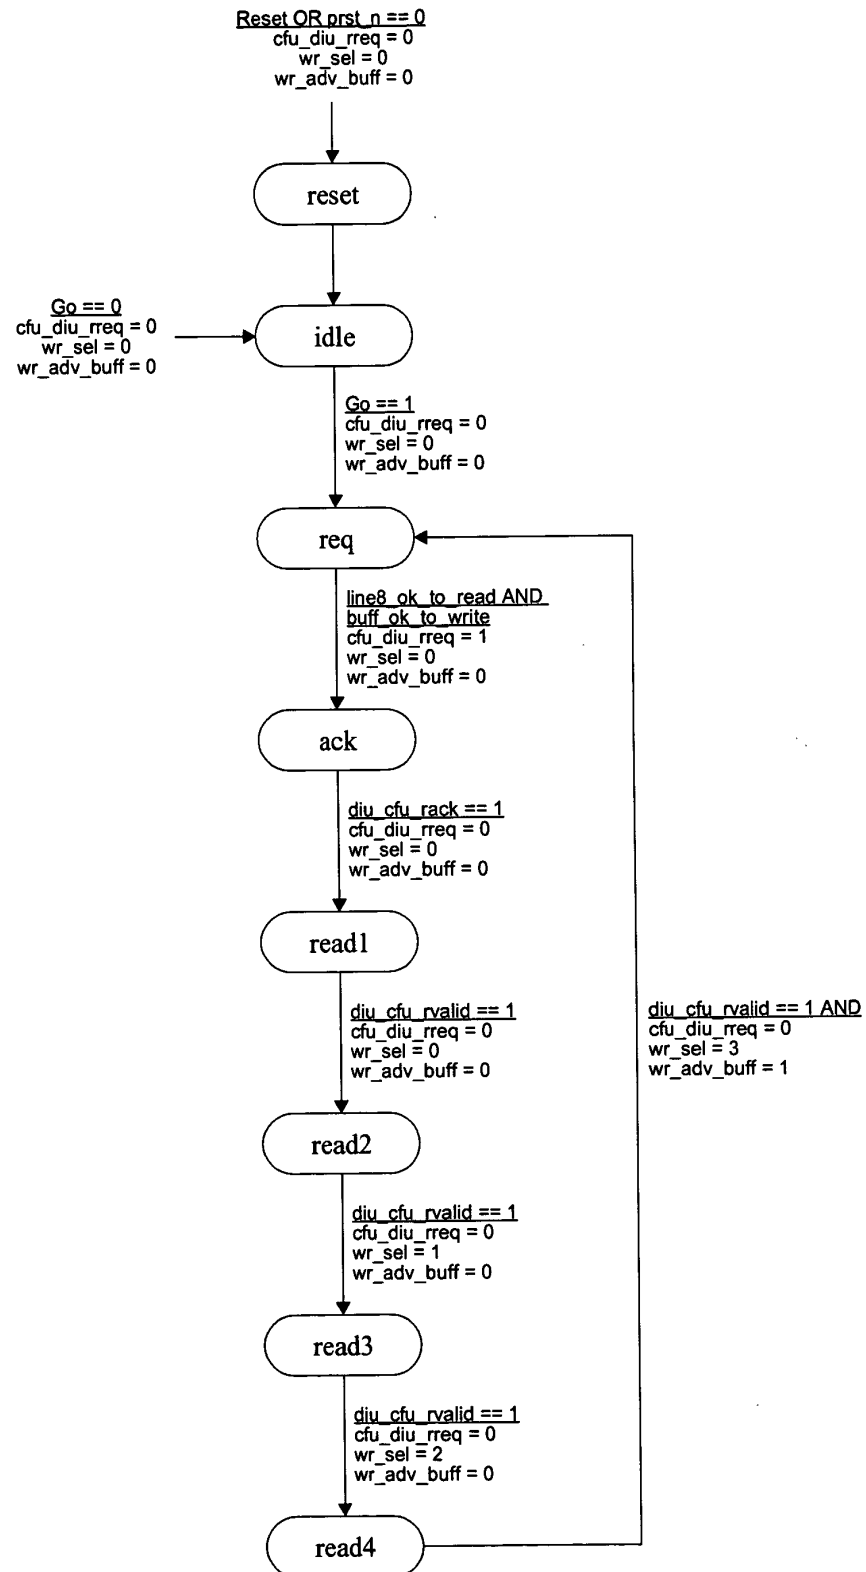 Reset OR prst_n == 0
cfu_diu_rreq = 0
wr_sel = 0
wr_adv_buff = 0
reset
Go == 0
cfu_diu_rreq = 0
wr_sel = 0
wr_adv_buff = 0
idle
Go == 1
cfu_diu_rreq = 0
wr_sel = 0
wr_adv_buff = 0
req
line8_ok_to_read AND
buff_ok_to_write
cfu_diu_rreq = 1
wr_sel = 0
wr_adv_buff = 0
ack
diu_cfu_rack == 1
cfu_diu_rreq = 0
wr_sel = 0
wr_adv_buff = 0
read1
diu_cfu_rvalid == 1
cfu_diu_rreq = 0
wr_sel = 0
wr_adv_buff = 0
diu_cfu_rvalid == 1 AND
cfu_diu_rreq = 0
wr_sel = 3
wr_adv_buff = 1
read2
diu_cfu_rvalid == 1
cfu_diu_rreq = 0
wr_sel = 1
wr_adv_buff = 0
read3
diu_cfu_rvalid == 1
cfu_diu_rreq = 0
wr_sel = 2
wr_adv_buff = 0
read4